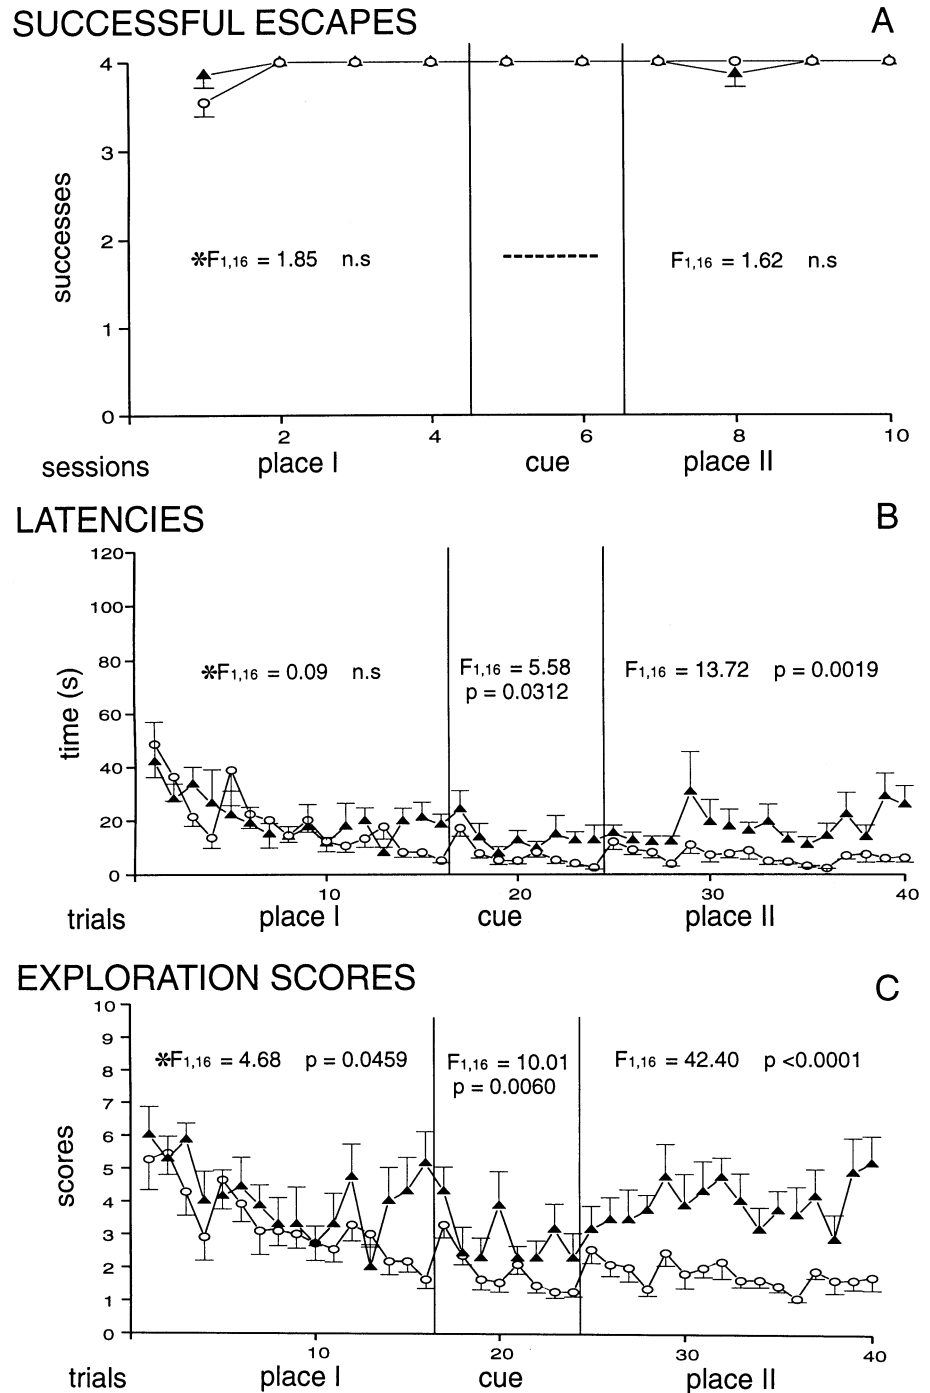 SUCCESSFUL ESCAPES A
4
3
2
1
0
successes
*F1,16 = 1.85 n.s
F1,16 = 1.62 n.s
2 4 6 8 10
sessions place I cue place II
LATENCIES B
120
100
80
60
40
20
0
time (s)
*F1,16 = 0.09 n.s
F1,16 = 5.58
p = 0.0312
F1,16 = 13.72 p = 0.0019
10 20 30 40
trials place I cue place II
EXPLORATION SCORES C
10
9
8
7
6
5
4
3
2
1
0
scores
*F1,16 = 4.68 p = 0.0459
F1,16 = 10.01
p = 0.0060
F1,16 = 42.40 p <0.0001
10 20 30 40
trials place I cue place II